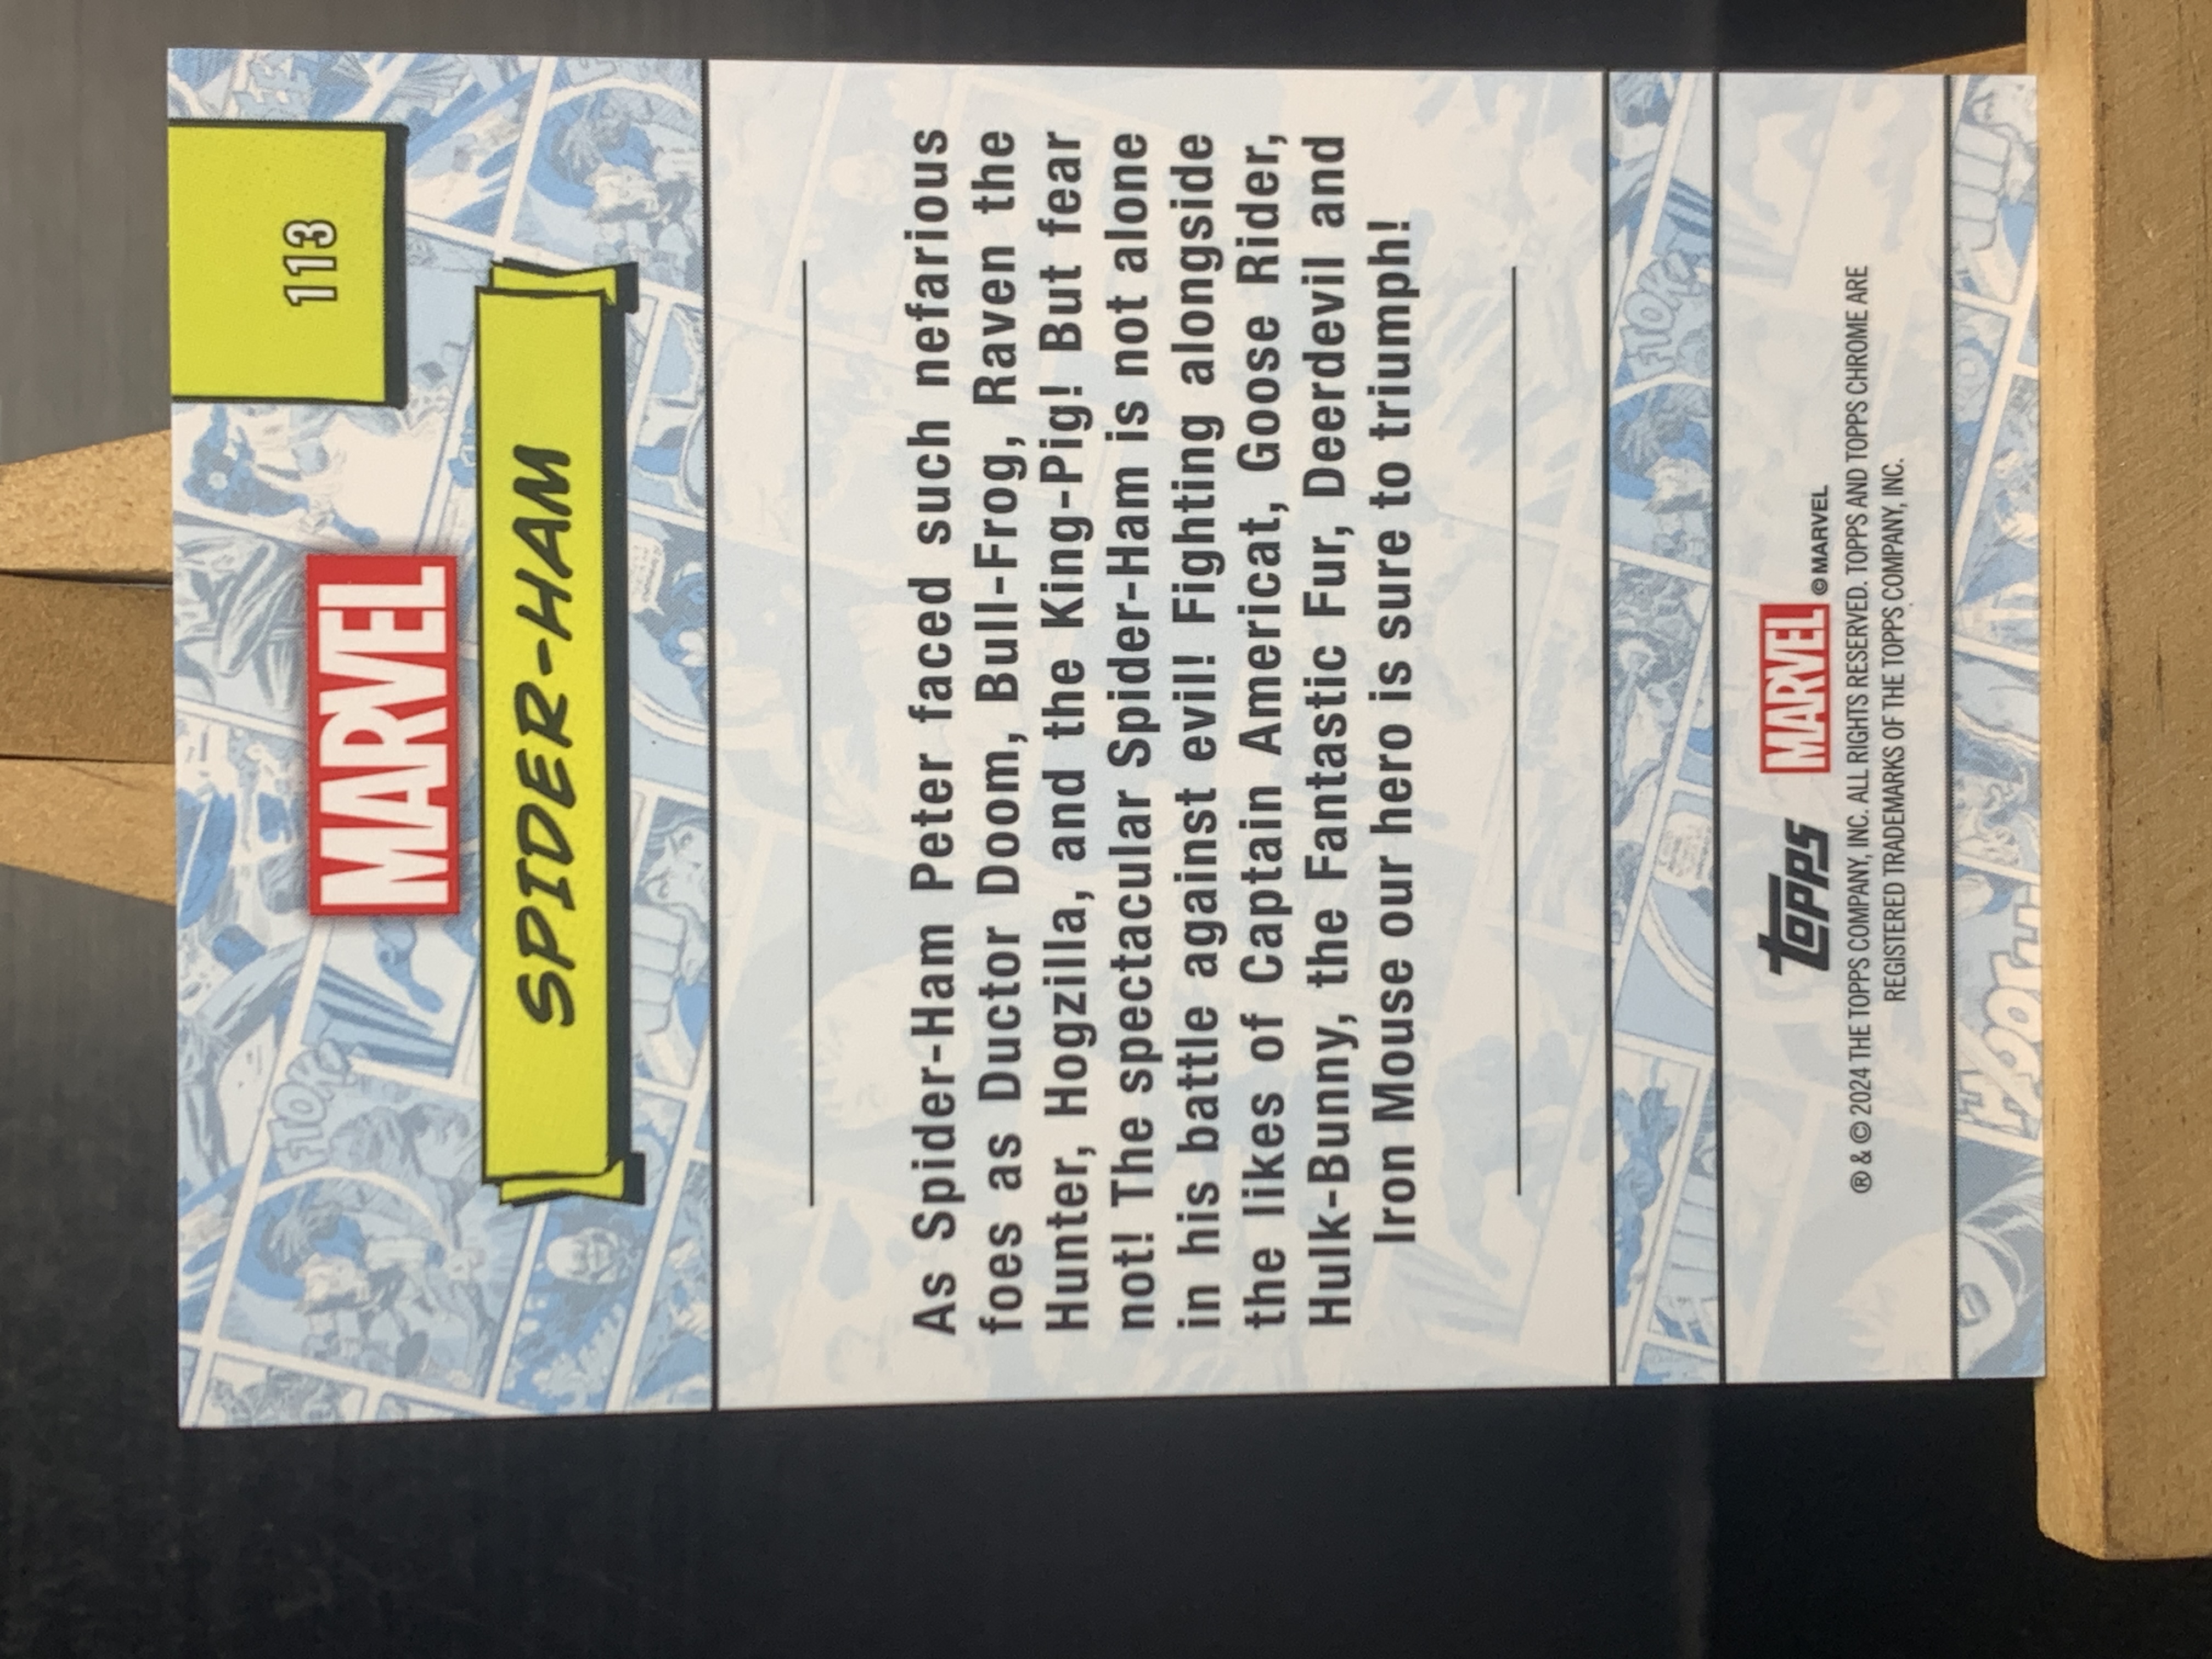 113
MARVEL
SPIDER-HAM
As Spider-Ham Peter faced such nefarious
foes as Ductor Doom, Bull-Frog, Raven the
Hunter, Hogzilla, and the King-Pig! But fear
not! The spectacular Spider-Ham is not alone
in his battle against evil! Fighting alongside
the likes of Captain Americat, Goose Rider,
Hulk-Bunny, the Fantastic Fur, Deerdevil and
Iron Mouse our hero is sure to triumph!
FTOK!
FTOK!
topps MARVEL © MARVEL
® & © 2024 THE TOPPS COMPANY, INC. ALL RIGHTS RESERVED. TOPPS AND TOPPS CHROME ARE
REGISTERED TRADEMARKS OF THE TOPPS COMPANY, INC.